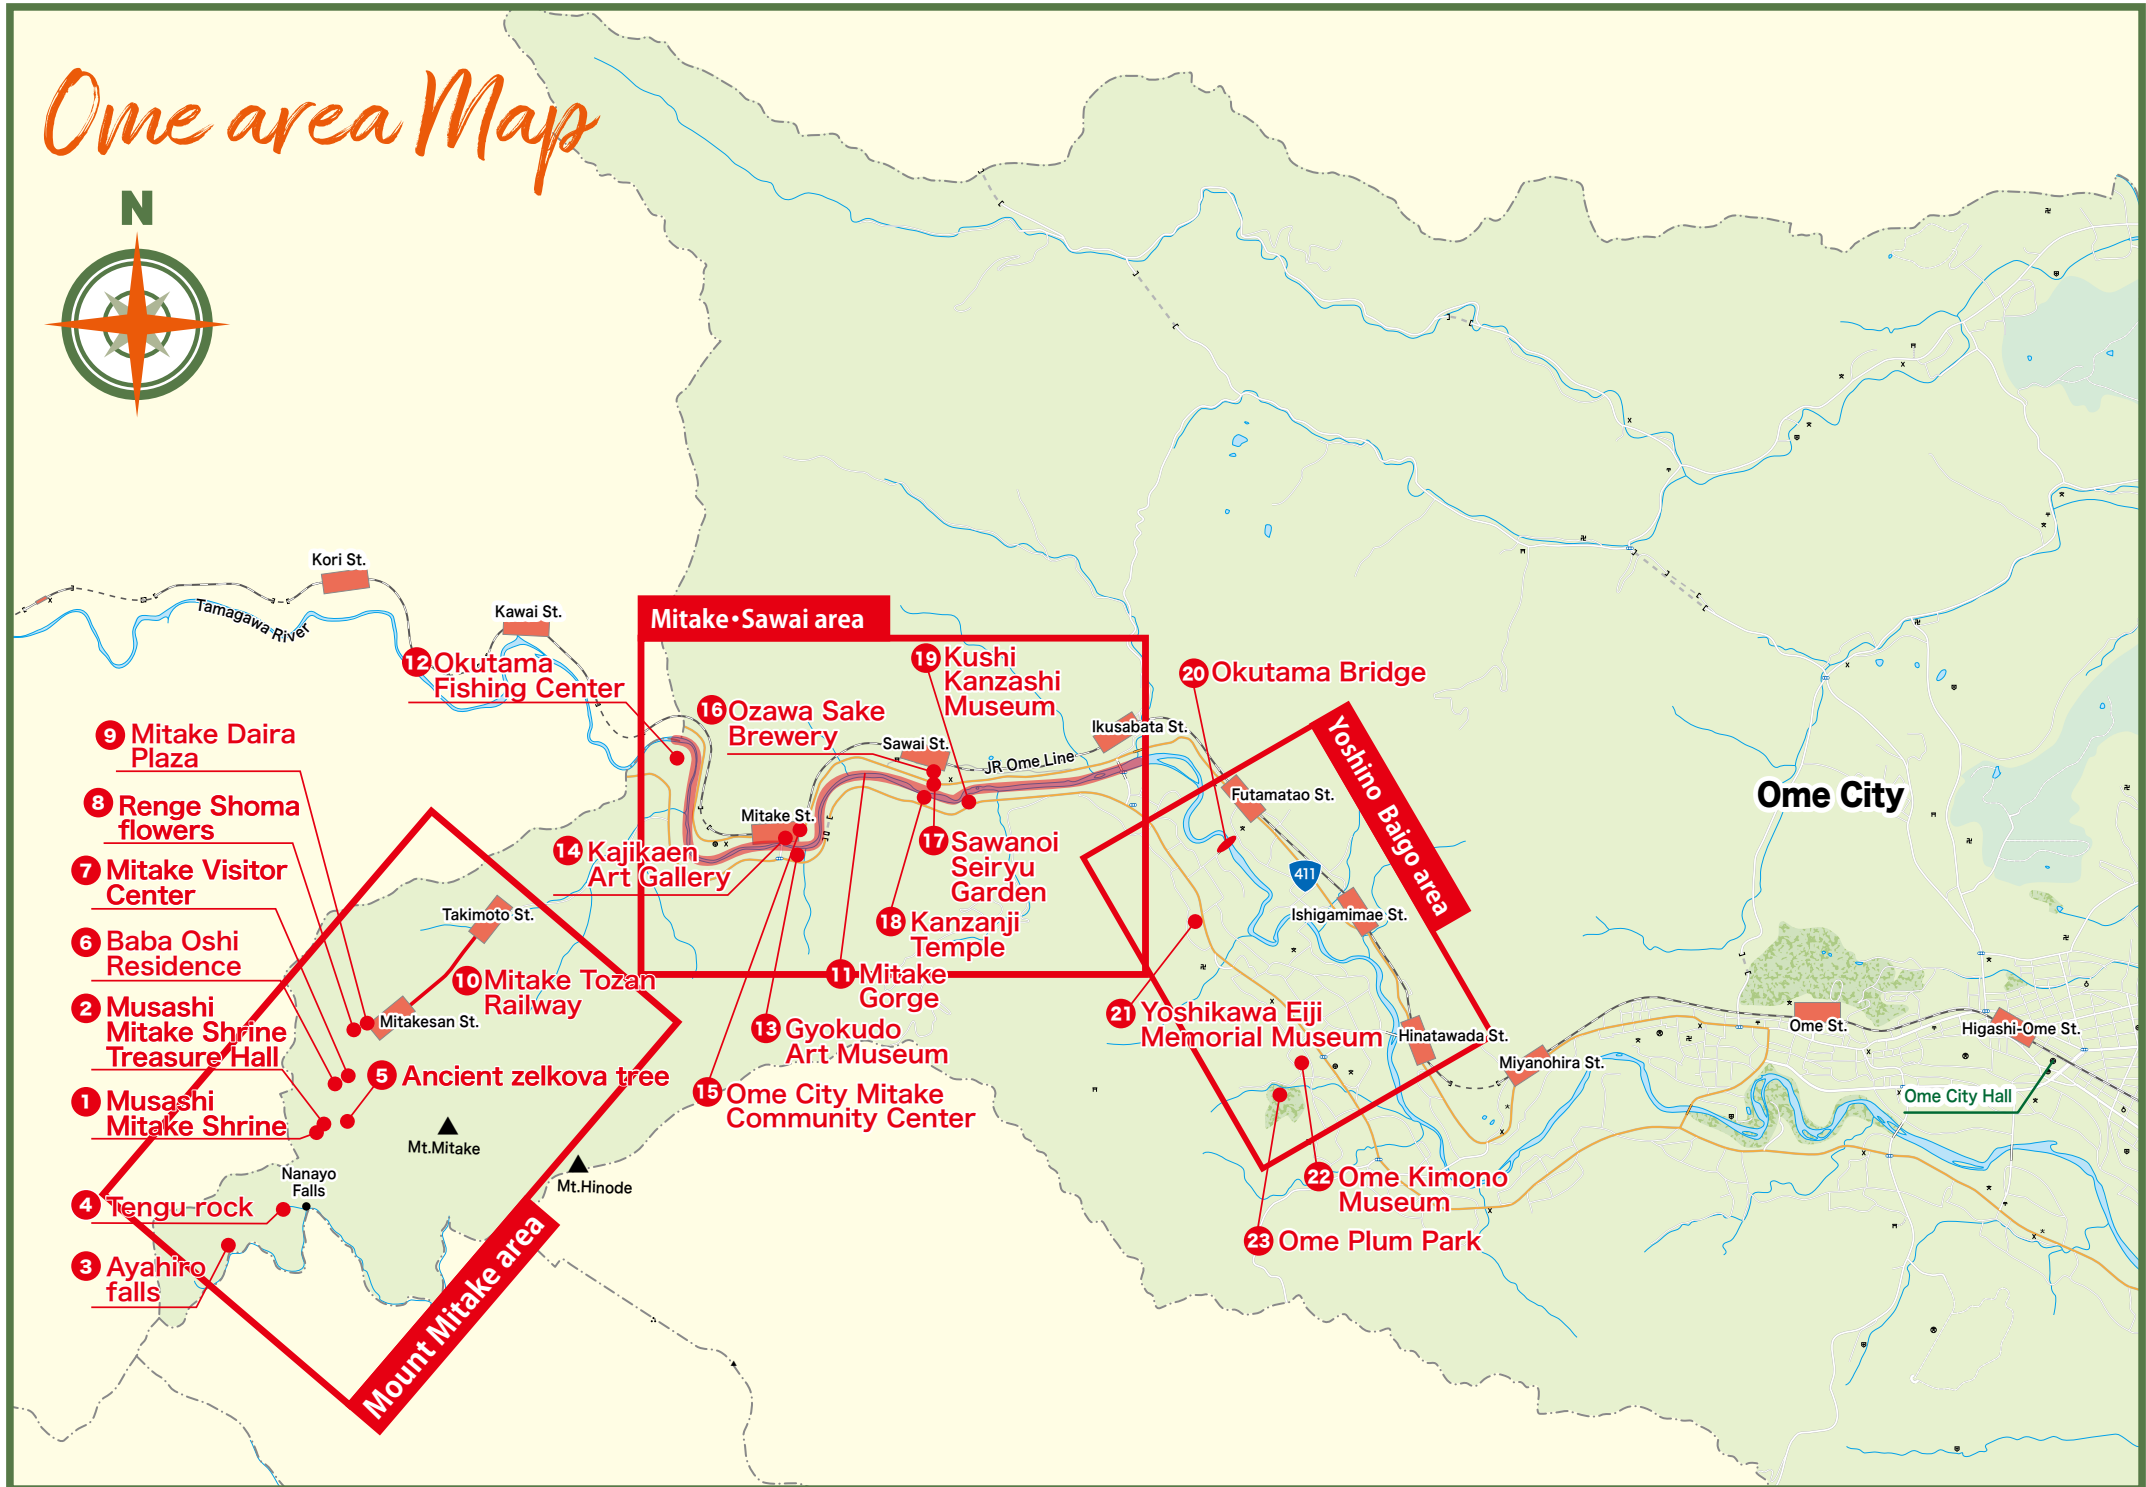 Ome area Map
N
Kori St.
Tamagawa River
Kawai St.
12 Okutama
Fishing Center
Mitake・Sawai area
19 Kushi
Kanzashi
Museum
20 Okutama Bridge
16 Ozawa Sake
Brewery
Sawai St.
JR Ome Line
Ikusabata St.
Yoshino Baigo area
9 Mitake Daira
Plaza
8 Renge Shoma
flowers
7 Mitake Visitor
Center
6 Baba Oshi
Residence
2 Musashi
Mitake Shrine
Treasure Hall
1 Musashi
Mitake Shrine
4 Tengu rock
3 Ayahiro
falls
Nanayo
Falls
Mitake St.
14 Kajikaen
Art Gallery
17 Sawanoi
Seiryu
Garden
18 Kanzanji
Temple
11 Mitake
Gorge
13 Gyokudo
Art Museum
15 Ome City Mitake
Community Center
Takimoto St.
10 Mitake Tozan
Railway
Mitakesan St.
5 Ancient zelkova tree
Mt.Mitake
Mt.Hinode
Mount Mitake area
Futamatao St.
411
Ishigamimae St.
21 Yoshikawa Eiji
Memorial Museum
Hinatawada St.
Miyanohira St.
22 Ome Kimono
Museum
23 Ome Plum Park
Ome City
Ome St.
Higashi-Ome St.
Ome City Hall